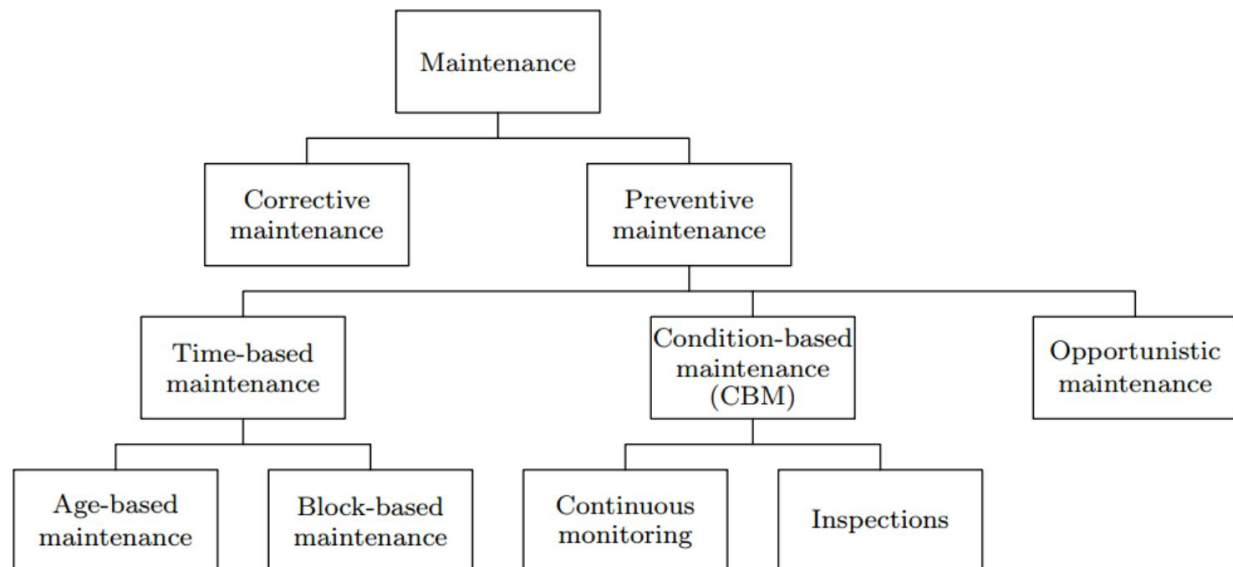 Maintenance
Corrective
maintenance
Preventive
maintenance
Time-based
maintenance
Condition-based
maintenance
(CBM)
Opportunistic
maintenance
Age-based
maintenance
Block-based
maintenance
Continuous
monitoring
Inspections